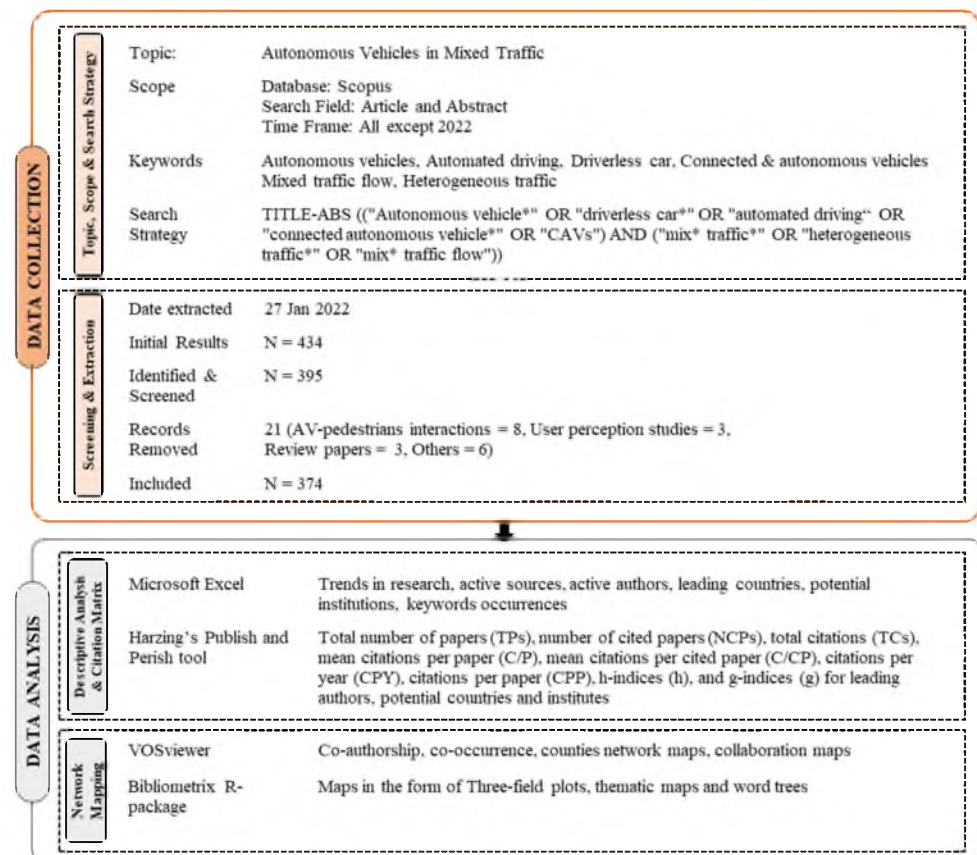 DATA COLLECTION
Topic, Scope & Search Strategy
Topic: Autonomous Vehicles in Mixed Traffic
Scope Database: Scopus
Search Field: Article and Abstract
Time Frame: All except 2022
Keywords Autonomous vehicles, Automated driving, Driverless car, Connected & autonomous vehicles
Mixed traffic flow, Heterogeneous traffic
Search TITLE-ABS (("Autonomous vehicle*" OR "driverless car*" OR "automated driving“ OR
Strategy "connected autonomous vehicle*" OR "CAVs") AND ("mix* traffic*" OR "heterogeneous
traffic*" OR "mix* traffic flow"))
Screening & Extraction
Date extracted 27 Jan 2022
Initial Results N = 434
Identified & N = 395
Screened
Records 21 (AV-pedestrians interactions = 8, User perception studies = 3,
Removed Review papers = 3, Others = 6)
Included N = 374
DATA ANALYSIS
Descriptive Analysis
& Citation Matrix
Microsoft Excel Trends in research, active sources, active authors, leading countries, potential
institutions, keywords occurrences
Harzing's Publish and Total number of papers (TPs), number of cited papers (NCPs), total citations (TCs),
Perish tool mean citations per paper (C/P), mean citations per cited paper (C/CP), citations per
year (CPY), citations per paper (CPP), h-indices (h), and g-indices (g) for leading
authors, potential countries and institutes
Network
Mapping
VOSviewer Co-authorship, co-occurrence, counties network maps, collaboration maps
Bibliometrix R- Maps in the form of Three-field plots, thematic maps and word trees
package